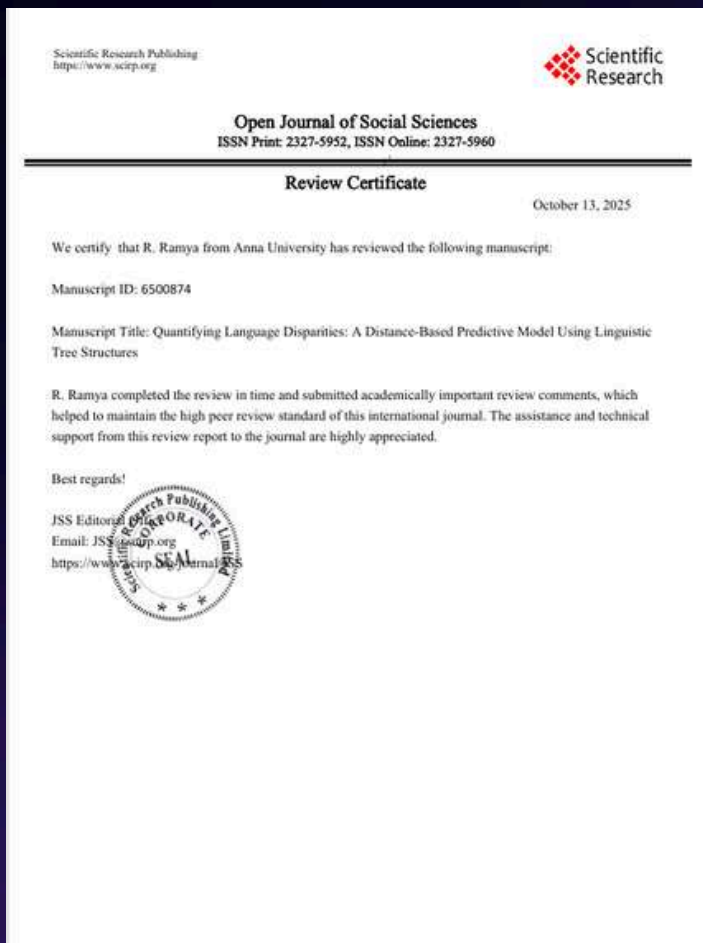 Scientific Research Publishing
https://www.scirp.org
Scientific
Research
Open Journal of Social Sciences
ISSN Print: 2327-5952, ISSN Online: 2327-5960
Review Certificate
October 13, 2025
We certify that R. Ramya from Anna University has reviewed the following manuscript:
Manuscript ID: 6500874
Manuscript Title: Quantifying Language Disparities: A Distance-Based Predictive Model Using Linguistic
Tree Structures
R. Ramya completed the review in time and submitted academically important review comments, which
helped to maintain the high peer review standard of this international journal. The assistance and technical
support from this review report to the journal are highly appreciated.
Best regards!
JSS Editorial
Email: JSS@scirp.org
https://www.scirp.org/journal/JSS
Scientific Research Publishing Limited
CORPORATE
SEAL
* * *